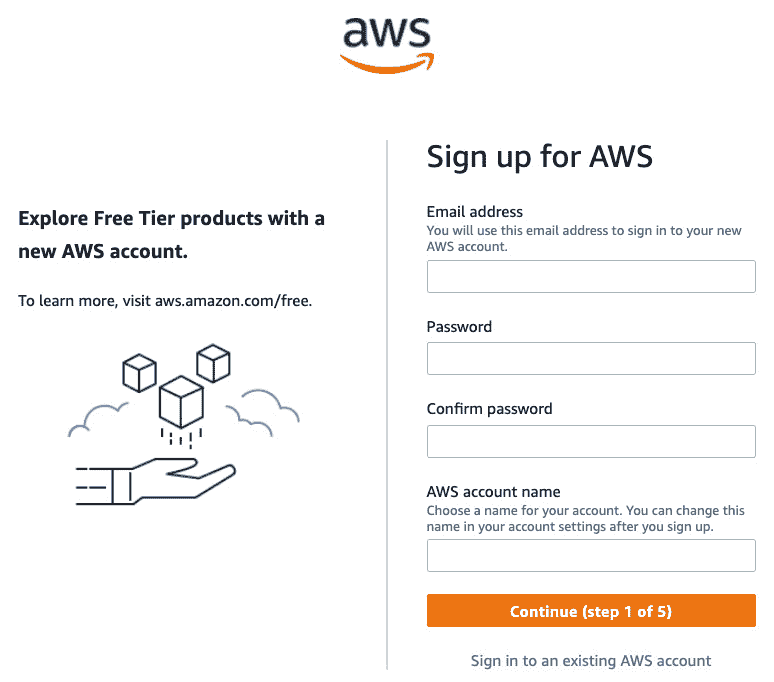 aws
Explore Free Tier products with a
new AWS account.
To learn more, visit aws.amazon.com/free.
Sign up for AWS
Email address
You will use this email address to sign in to your new
AWS account.
Password
Confirm password
AWS account name
Choose a name for your account. You can change this
name in your account settings after you sign up.
Continue (step 1 of 5)
Sign in to an existing AWS account